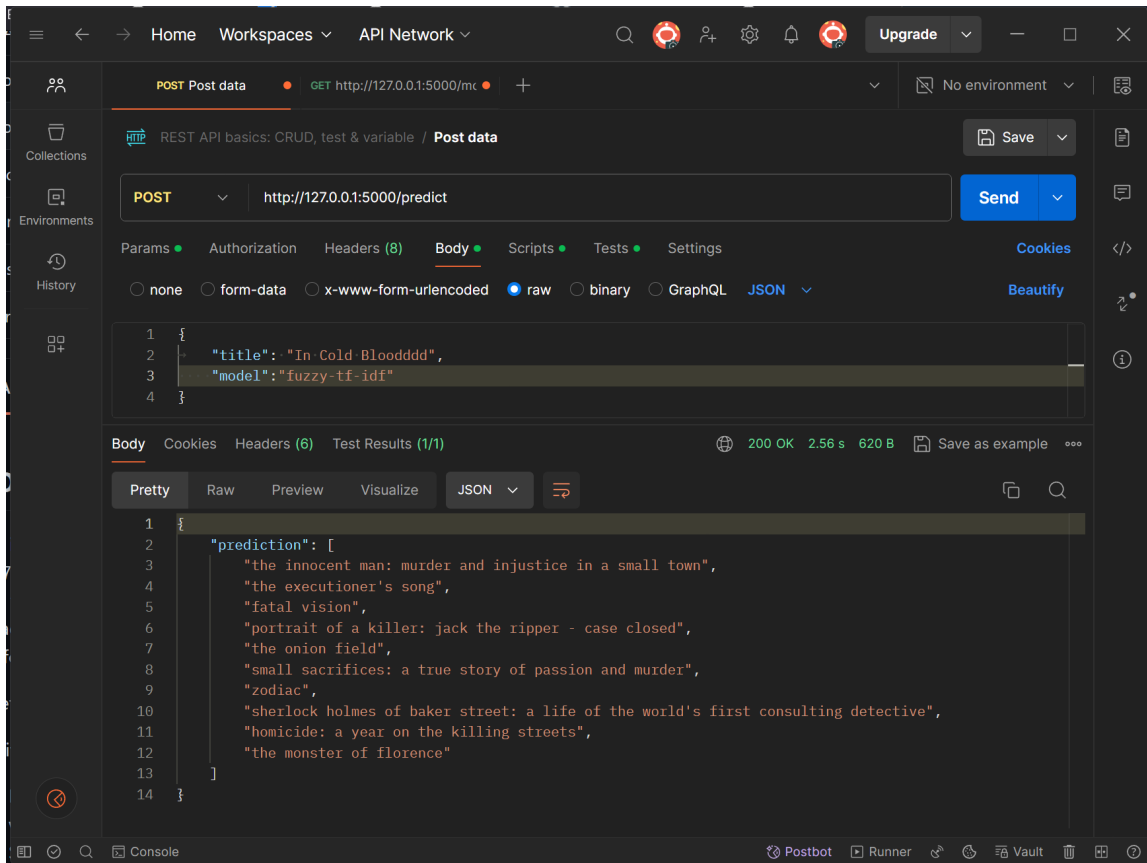 Home Workspaces API Network Upgrade
POST Post data GET http://127.0.0.1:5000/mc No environment
HTTP REST API basics: CRUD, test & variable / Post data Save
Collections
Environments
History
POST http://127.0.0.1:5000/predict Send
Params Authorization Headers (8) Body Scripts Tests Settings Cookies
none form-data x-www-form-urlencoded raw binary GraphQL JSON Beautify
1 {
2 "title": "In Cold Bloodddd",
3 "model":"fuzzy-tf-idf"
4 }
Body Cookies Headers (6) Test Results (1/1) 200 OK 2.56 s 620 B Save as example
Pretty Raw Preview Visualize JSON
1 {
2 "prediction": [
3 "the innocent man: murder and injustice in a small town",
4 "the executioner's song",
5 "fatal vision",
6 "portrait of a killer: jack the ripper - case closed",
7 "the onion field",
8 "small sacrifices: a true story of passion and murder",
9 "zodiac",
10 "sherlock holmes of baker street: a life of the world's first consulting detective",
11 "homicide: a year on the killing streets",
12 "the monster of florence"
13 ]
14 }
Console Postbot Runner Vault